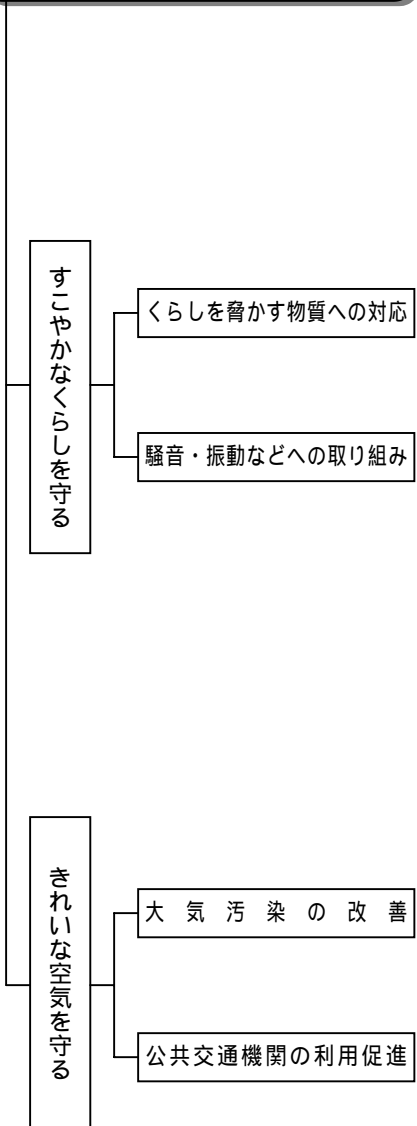 すこやかなくらしを守る
くらしを脅かす物質への対応
騒音・振動などへの取り組み
きれいな空気を守る
大気汚染の改善
公共交通機関の利用促進